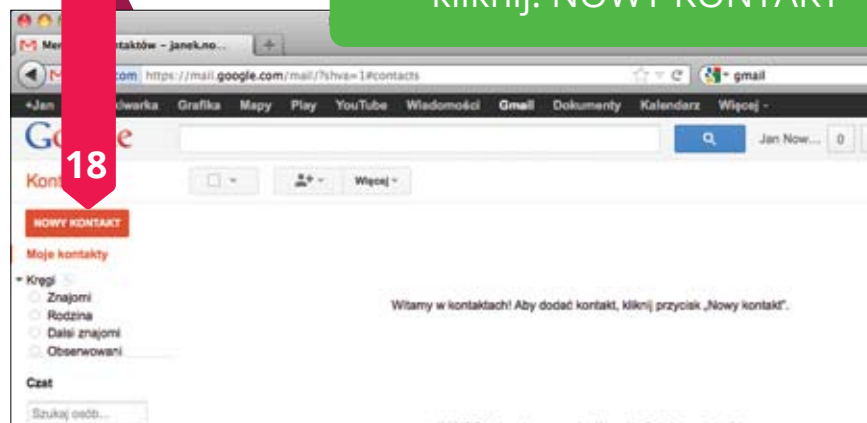 kliknij: NOWY KONTAKT
janek.no...
https://mail.google.com/mail/?shva=1#contacts
gmail
+Jan Grafika Mapy Play YouTube Wiadomości Gmail Dokumenty Kalendarz Więcej
Jan Now... 0
18
Więcej
NOWY KONTAKT
Moje kontakty
Kręgi
Znajomi
Rodzina
Dalsi znajomi
Obserwowani
Witamy w kontaktach! Aby dodać kontakt, kliknij przycisk „Nowy kontakt”.
Czat
Szukaj osób...